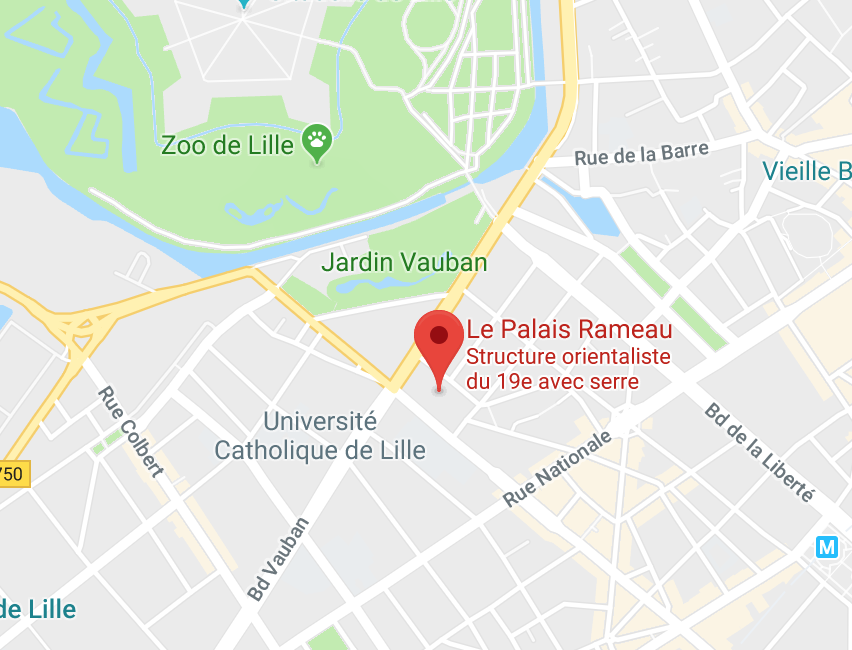 Zoo de Lille
Rue de la Barre
Vieille B
Jardin Vauban
Le Palais Rameau
Structure orientaliste
du 19e avec serre
Rue Colbert
Université
Catholique de Lille
Bd de la Liberté
Rue Nationale
750
Bd Vauban
M
de Lille